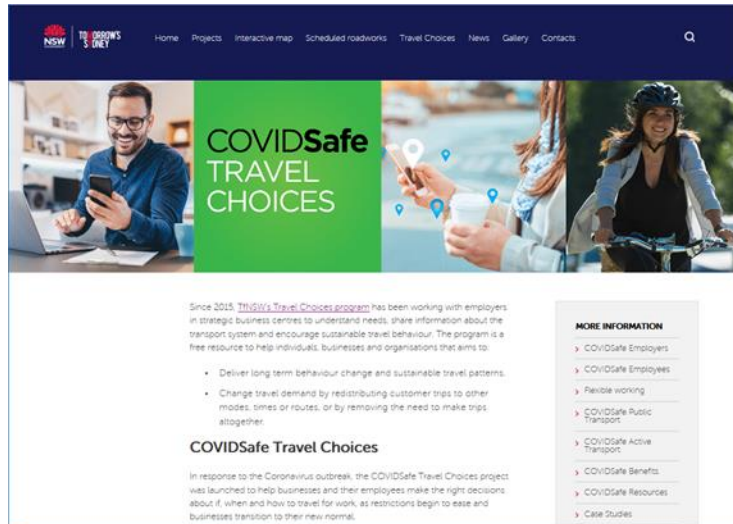 NSW
TOMORROW'S
SYDNEY
Home Projects Interactive map Scheduled roadworks Travel Choices News Gallery Contacts
COVIDSafe
TRAVEL
CHOICES
Since 2015, TfNSW's Travel Choices program has been working with employers
in strategic business centres to understand needs, share information about the
transport system and encourage sustainable travel behaviour. The program is a
free resource to help individuals, businesses and organisations that aims to:
• Deliver long term behaviour change and sustainable travel patterns.
• Change travel demand by redistributing customer trips to other
modes, times or routes, or by removing the need to make trips
altogether.
COVIDSafe Travel Choices
In response to the Coronavirus outbreak, the COVIDSafe Travel Choices project
was launched to help businesses and their employees make the right decisions
about if, when and how to travel for work, as restrictions begin to ease and
businesses transition to their new normal.
MORE INFORMATION
COVIDSafe Employers
COVIDSafe Employees
Flexible working
COVIDSafe Public
Transport
COVIDSafe Active
Transport
COVIDSafe Benefits
COVIDSafe Resources
Case Studies